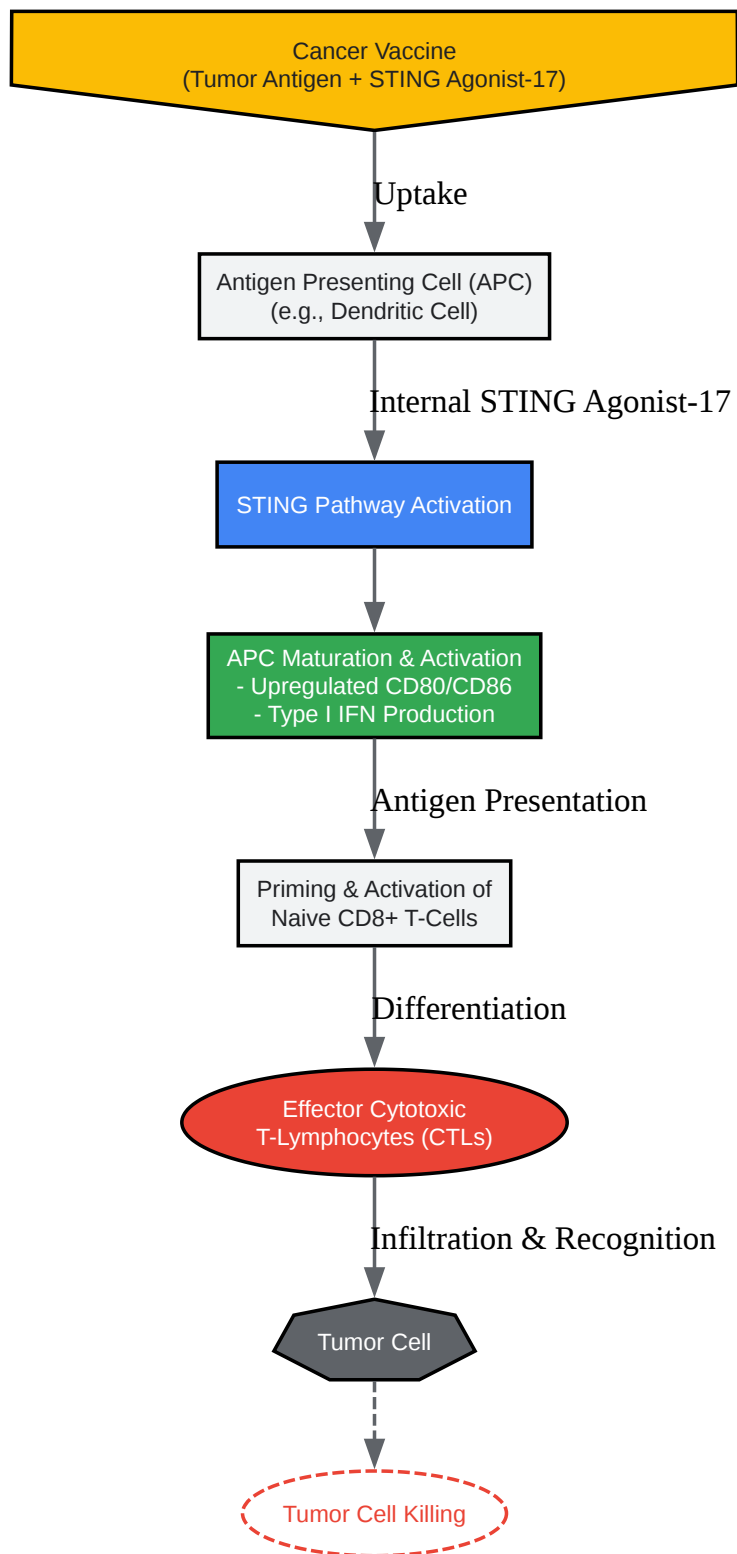 Cancer Vaccine
(Tumor Antigen + STING Agonist-17)
Uptake
Antigen Presenting Cell (APC)
(e.g., Dendritic Cell)
Internal STING Agonist-17
STING Pathway Activation
APC Maturation & Activation
- Upregulated CD80/CD86
- Type I IFN Production
Antigen Presentation
Priming & Activation of
Naive CD8+ T-Cells
Differentiation
Effector Cytotoxic
T-Lymphocytes (CTLs)
Infiltration & Recognition
Tumor Cell
Tumor Cell Killing